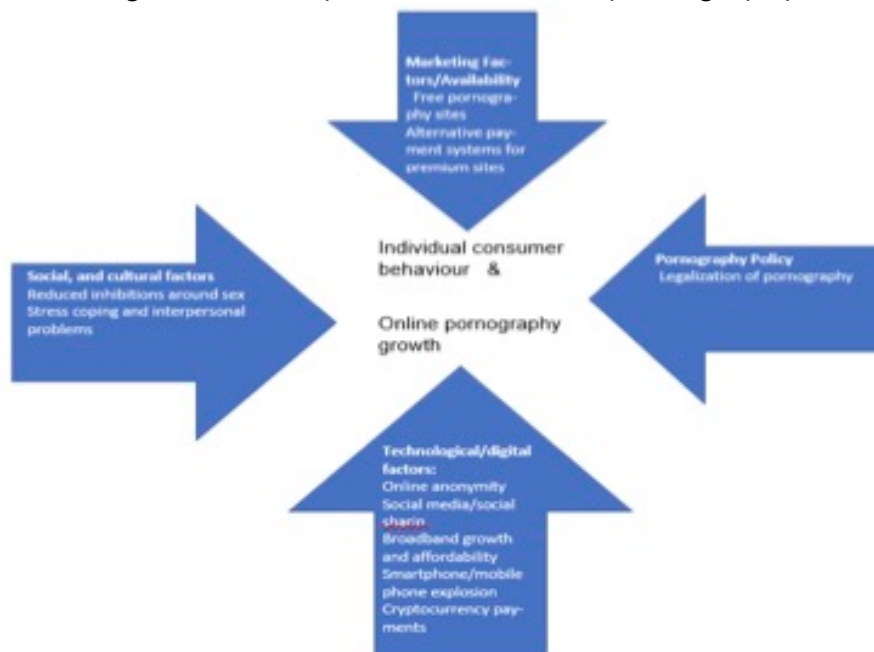 Marketing Fac-
tors/Availability
Free pornogra-
phy sites
Alternative pay-
ment systems for
premium sites
Individual consumer
behaviour &
Online pornography
growth
Social, and cultural factors
Reduced inhibitions around sex
Stress coping and interpersonal
problems
Pornography Policy
Legalization of pornography
Technological/digital
factors:
Online anonymity
Social media/social
sharin
Broadband growth
and affordability
Smartphone/mobile
phone explosion
Cryptocurrency pay-
ments